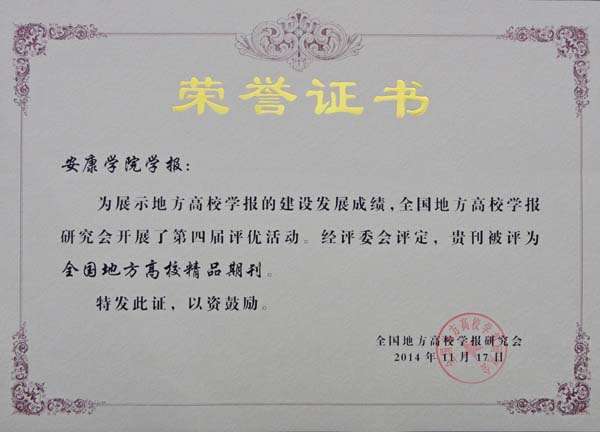 荣誉证书
安康学院学报：
为展示地方高校学报的建设发展成绩，全国地方高校学报
研究会开展了第四届评优活动。经评委会评定，贵刊被评为
全国地方高校精品期刊。
特发此证，以资鼓励。
全国地方高校学报研究会
2014年11月17日